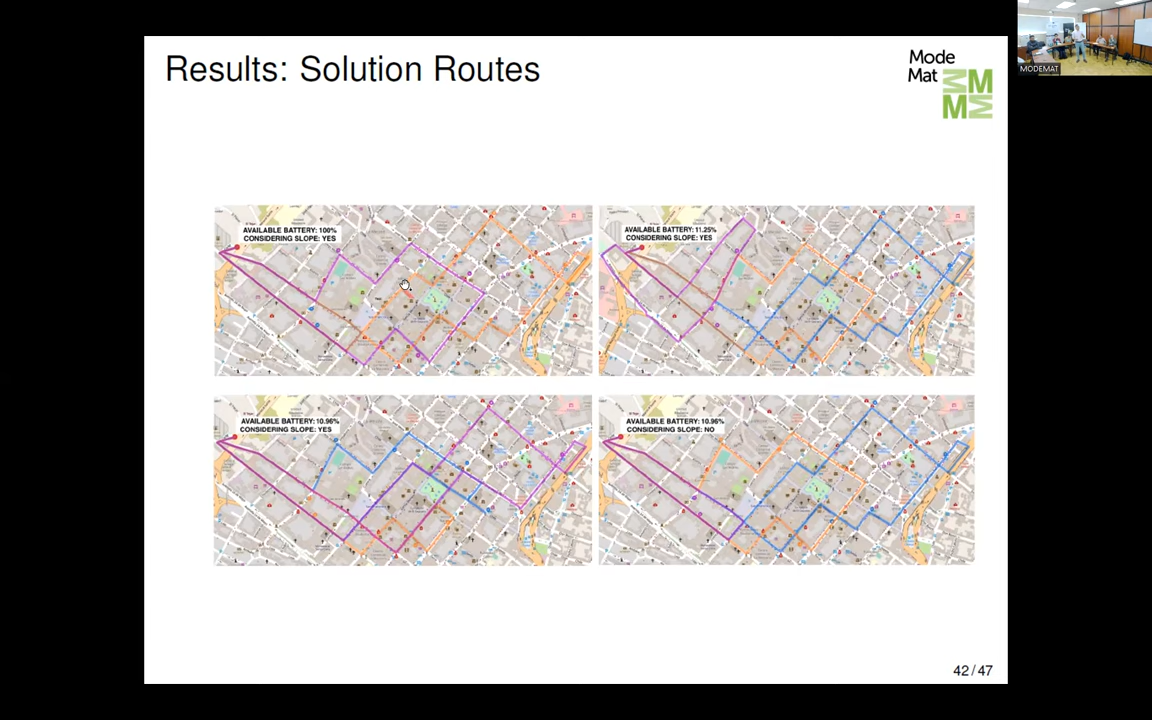 Results: Solution Routes
Mode
Mat
MODEMAT
AVAILABLE BATTERY: 100%
CONSIDERING SLOPE: YES
AVAILABLE BATTERY: 11.25%
CONSIDERING SLOPE: YES
AVAILABLE BATTERY: 10.96%
CONSIDERING SLOPE: YES
AVAILABLE BATTERY: 10.96%
CONSIDERING SLOPE: NO
42 / 47